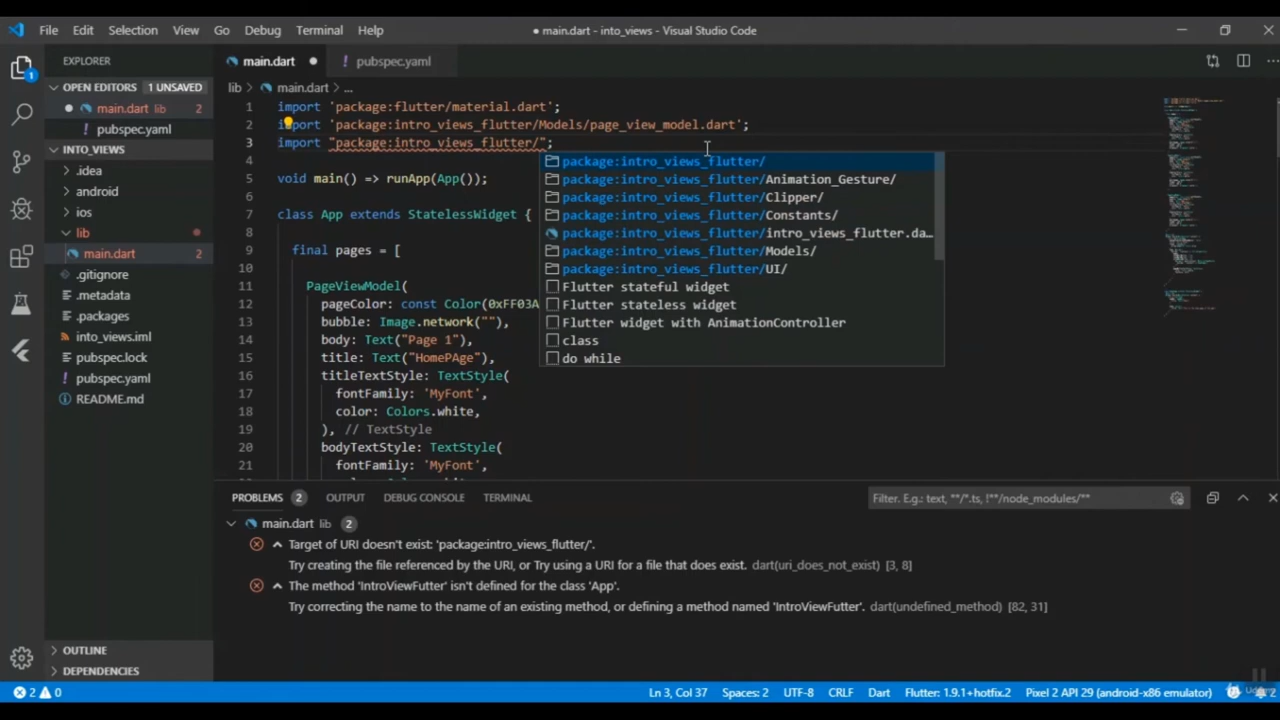 File Edit Selection View Go Debug Terminal Help
● main.dart - into_views - Visual Studio Code
EXPLORER
main.dart
pubspec.yaml
OPEN EDITORS 1 UNSAVED
main.dart lib 2
pubspec.yaml
INTO_VIEWS
.idea
android
ios
lib
main.dart 2
.gitignore
.metadata
.packages
into_views.iml
pubspec.lock
pubspec.yaml
README.md
OUTLINE
DEPENDENCIES
lib > main.dart > ...
1 import 'package:flutter/material.dart';
2 import 'package:intro_views_flutter/Models/page_view_model.dart';
3 import "package:intro_views_flutter/";
4
5 void main() => runApp(App());
6
7 class App extends StatelessWidget {
8
9 final pages = [
10
11 PageViewModel(
12 pageColor: const Color(0xFF03A
13 bubble: Image.network(""),
14 body: Text("Page 1"),
15 title: Text("HomePAge"),
16 titleTextStyle: TextStyle(
17 fontFamily: 'MyFont',
18 color: Colors.white,
19 ), // TextStyle
20 bodyTextStyle: TextStyle(
21 fontFamily: 'MyFont',
package:intro_views_flutter/
package:intro_views_flutter/Animation_Gesture/
package:intro_views_flutter/Clipper/
package:intro_views_flutter/Constants/
package:intro_views_flutter/intro_views_flutter.da…
package:intro_views_flutter/Models/
package:intro_views_flutter/UI/
Flutter stateful widget
Flutter stateless widget
Flutter widget with AnimationController
class
do while
PROBLEMS 2 OUTPUT DEBUG CONSOLE TERMINAL
Filter. E.g.: text, **/*.ts, !**/node_modules/**
main.dart lib 2
Target of URI doesn't exist: 'package:intro_views_flutter/'.
Try creating the file referenced by the URI, or Try using a URI for a file that does exist. dart(uri_does_not_exist) [3, 8]
The method 'IntroViewFutter' isn't defined for the class 'App'.
Try correcting the name to the name of an existing method, or defining a method named 'IntroViewFutter'. dart(undefined_method) [82, 31]
2 0
Ln 3, Col 37 Spaces: 2 UTF-8 CRLF Dart Flutter: 1.9.1+hotfix.2 Pixel 2 API 29 (android-x86 emulator) 2